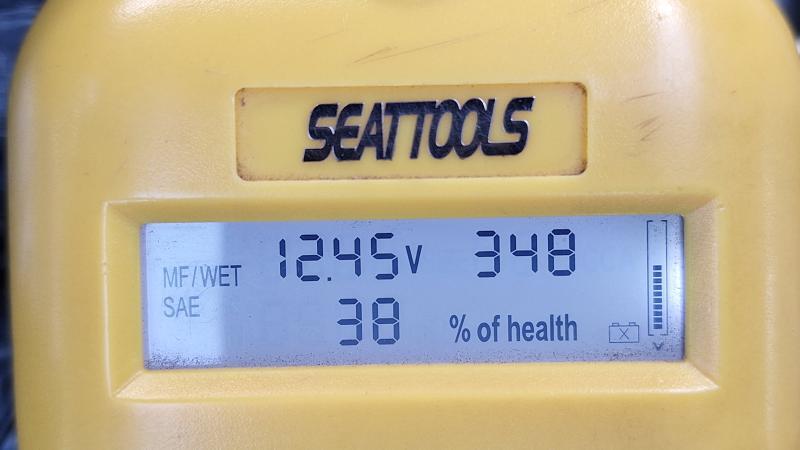 SEATTOOLS
MF/WET 12.45V 348
SAE 38 % of health